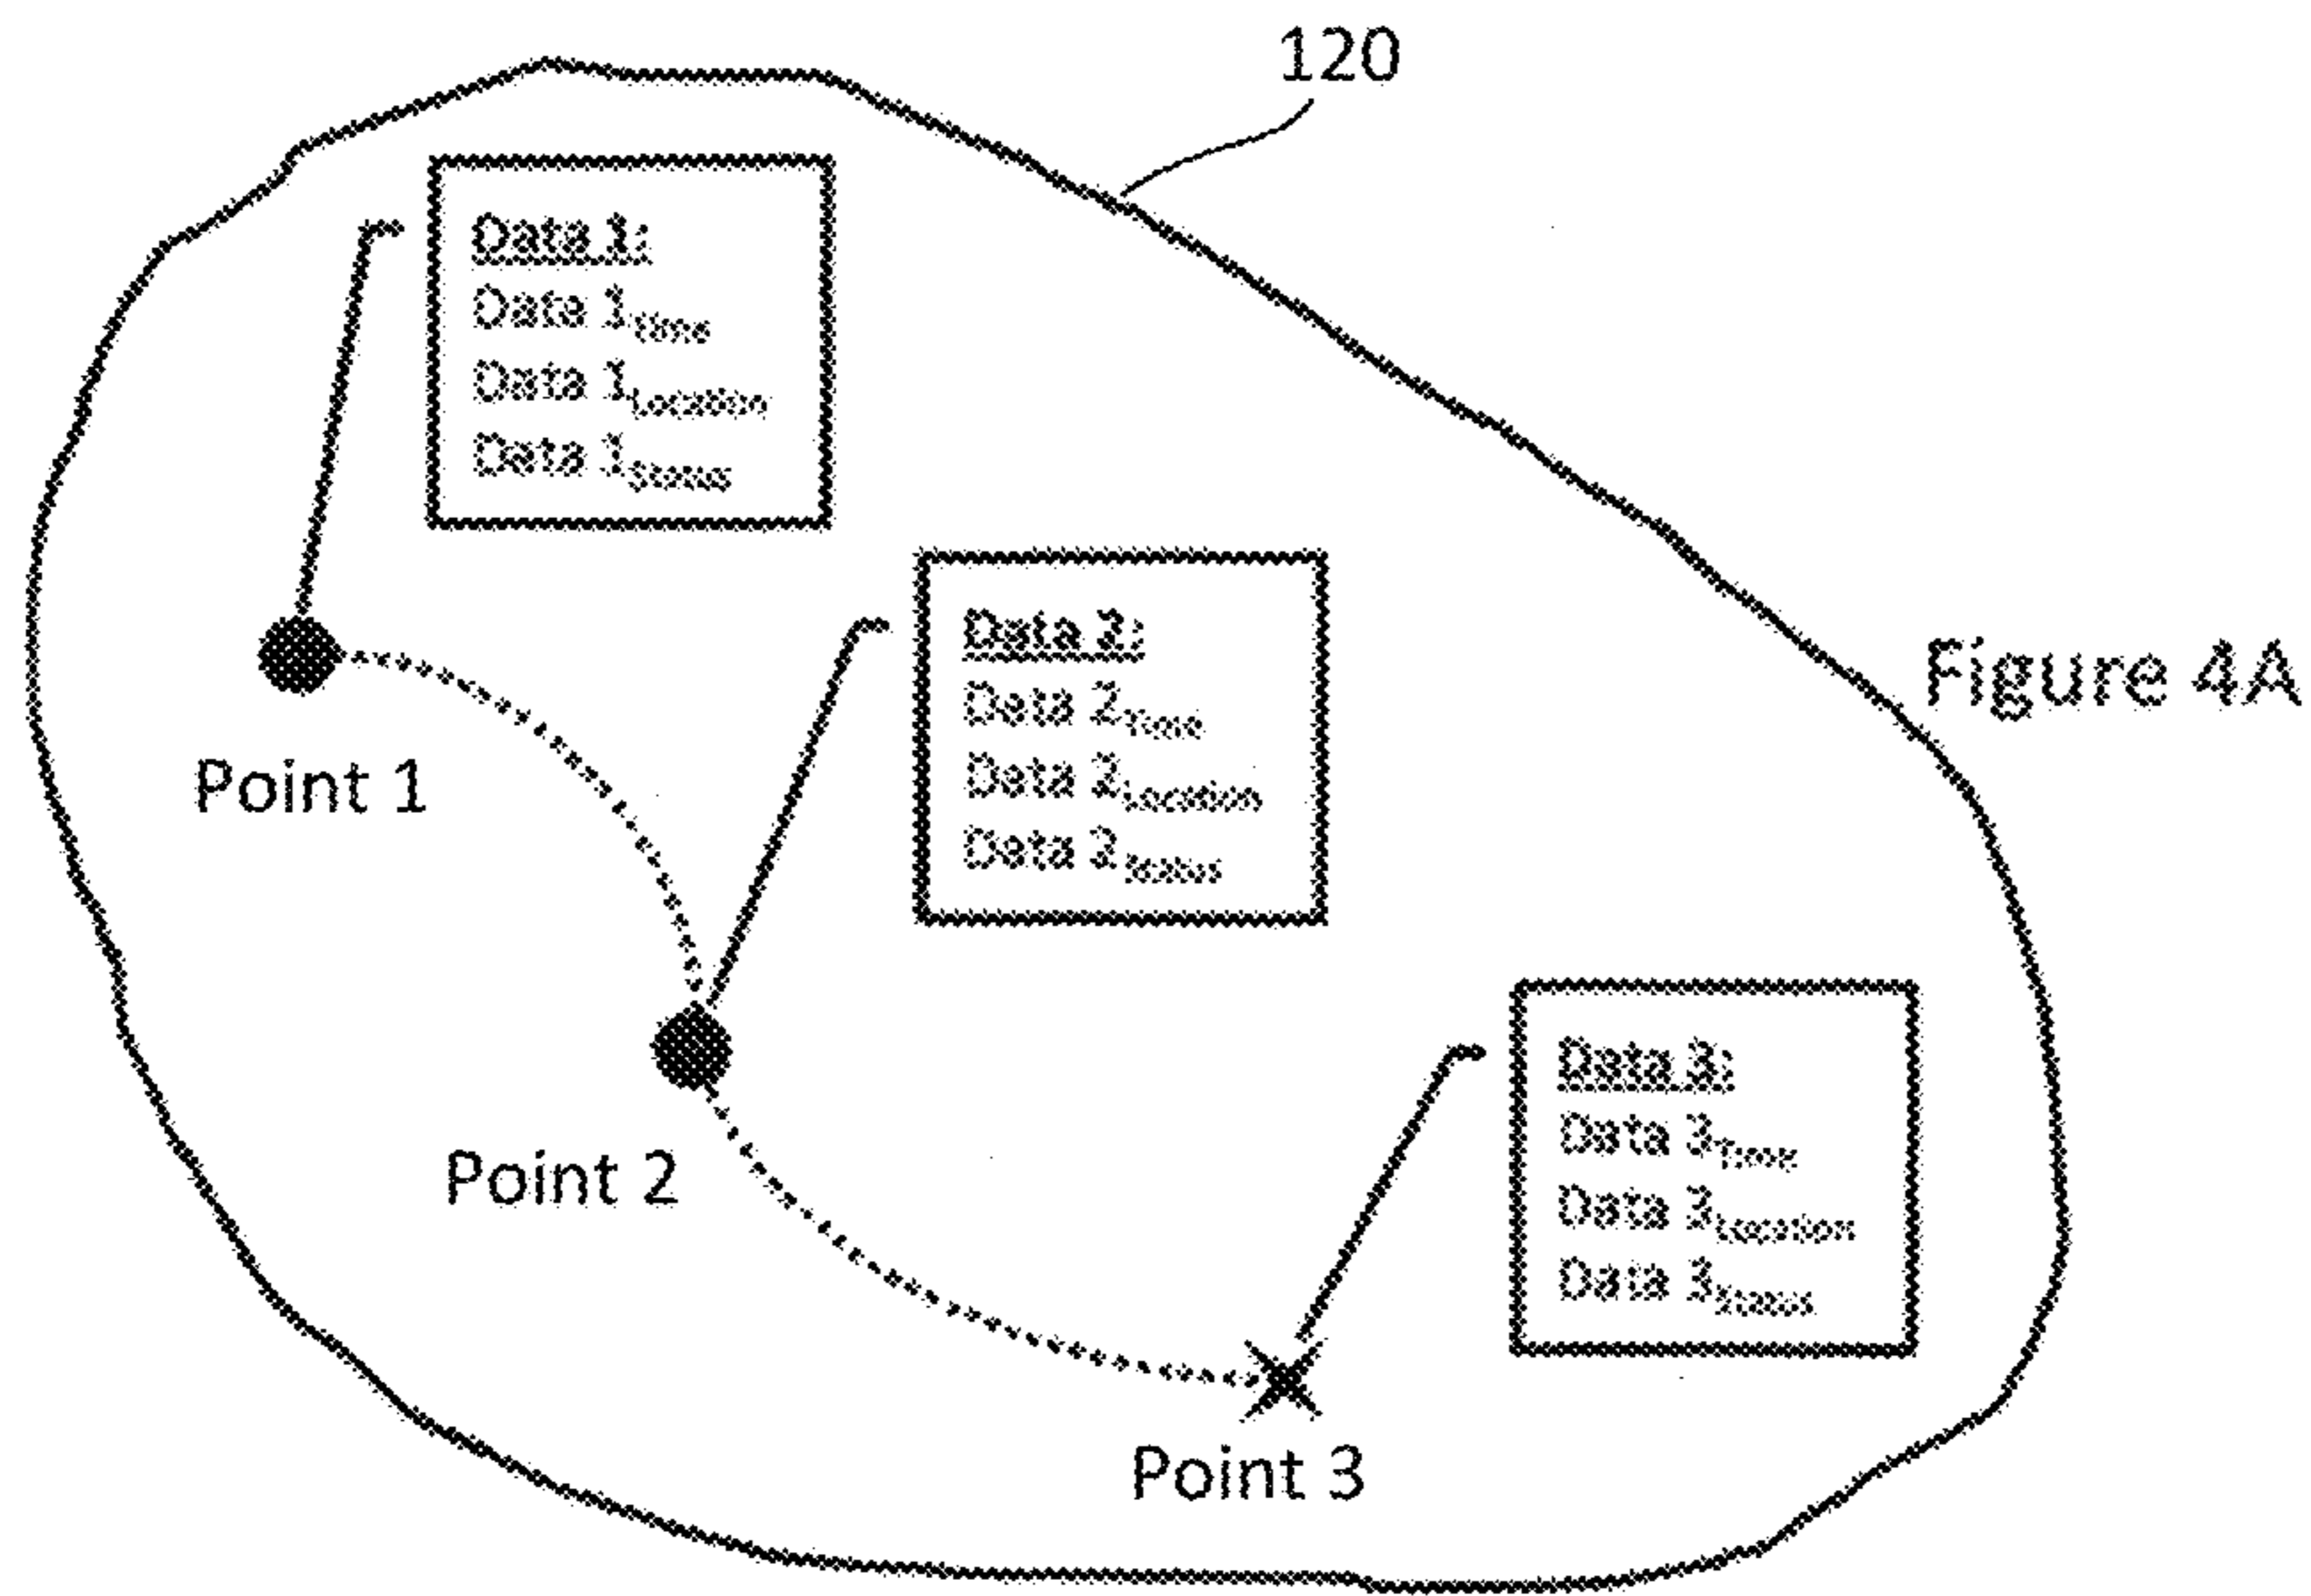 120
Data 1:
Data 1Time
Data 1Location
Data 1Status
Point 1
Data 2:
Data 2Time
Data 2Location
Data 2Status
Figure 4A
Point 2
Data 3:
Data 3Time
Data 3Location
Data 3Status
Point 3